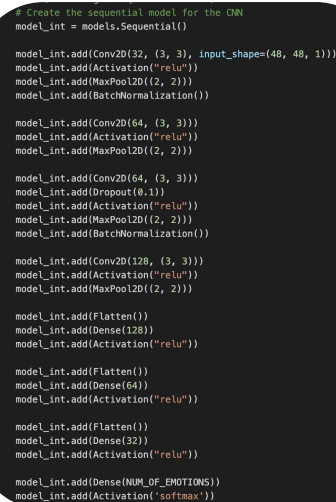 # Create the sequential model for the CNN
model_int = models.Sequential()
model_int.add(Conv2D(32, (3, 3), input_shape=(48, 48, 1)))
model_int.add(Activation("relu"))
model_int.add(MaxPool2D((2, 2)))
model_int.add(BatchNormalization())
model_int.add(Conv2D(64, (3, 3)))
model_int.add(Activation("relu"))
model_int.add(MaxPool2D((2, 2)))
model_int.add(Conv2D(64, (3, 3)))
model_int.add(Dropout(0.1))
model_int.add(Activation("relu"))
model_int.add(MaxPool2D((2, 2)))
model_int.add(BatchNormalization())
model_int.add(Conv2D(128, (3, 3)))
model_int.add(Activation("relu"))
model_int.add(MaxPool2D((2, 2)))
model_int.add(Flatten())
model_int.add(Dense(128))
model_int.add(Activation("relu"))
model_int.add(Flatten())
model_int.add(Dense(64))
model_int.add(Activation("relu"))
model_int.add(Flatten())
model_int.add(Dense(32))
model_int.add(Activation("relu"))
model_int.add(Dense(NUM_OF_EMOTIONS))
model_int.add(Activation('softmax'))